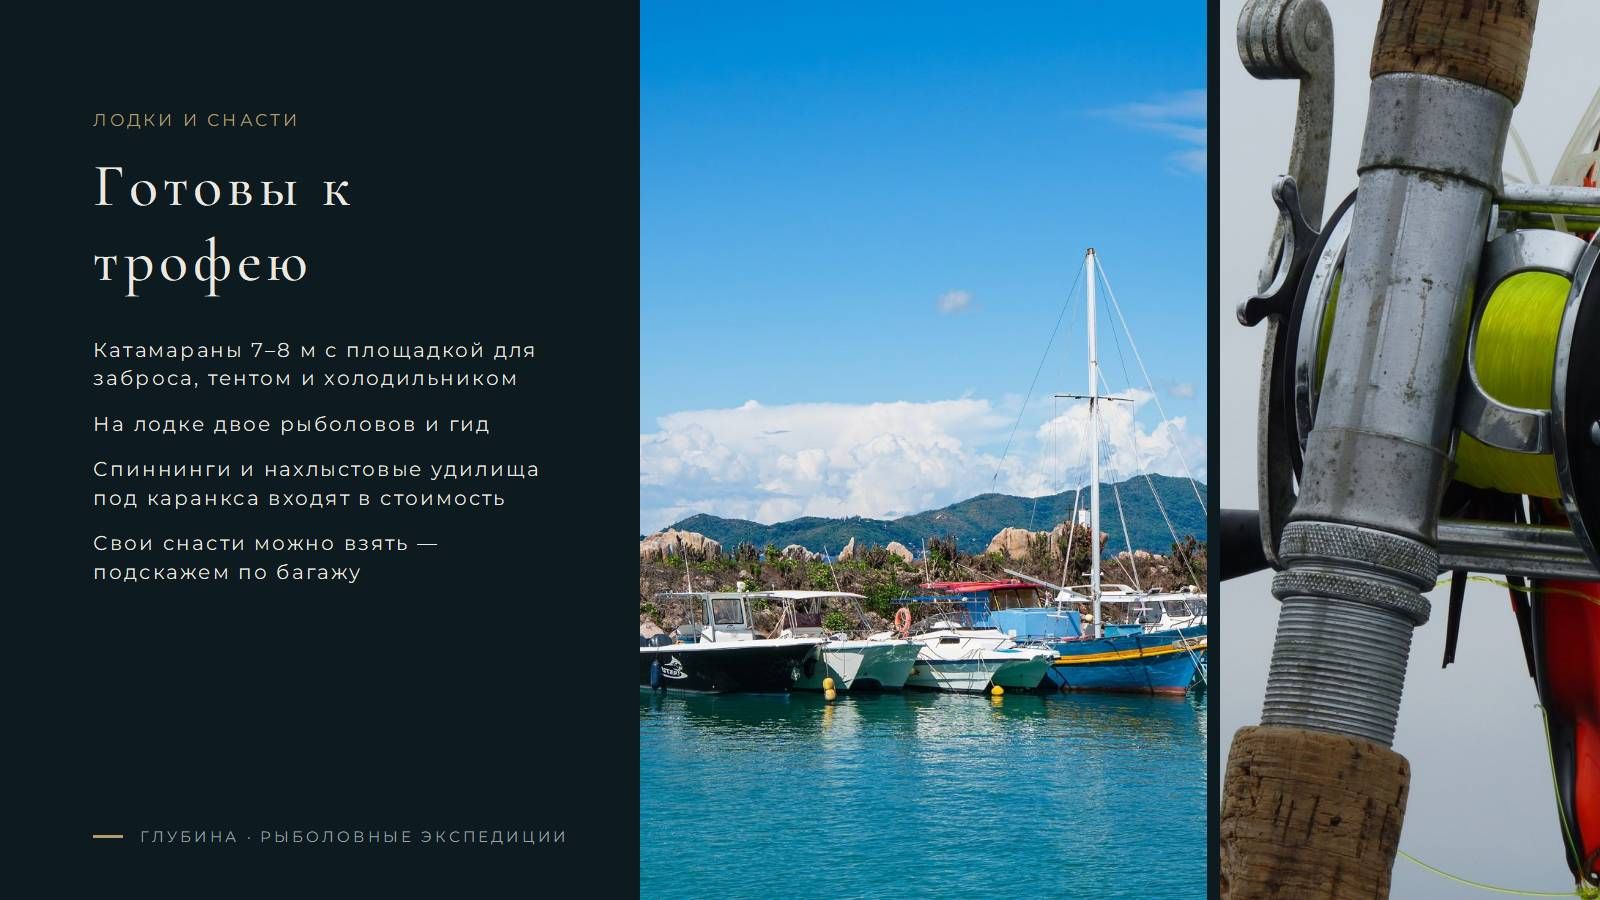 ЛОДКИ И СНАСТИ
Готовы к
трофею
Катамараны 7–8 м с площадкой для
заброса, тентом и холодильником
На лодке двое рыболовов и гид
Спиннинги и нахлыстовые удилища
под каранкса входят в стоимость
Свои снасти можно взять —
подскажем по багажу
ГЛУБИНА · РЫБОЛОВНЫЕ ЭКСПЕДИЦИИ